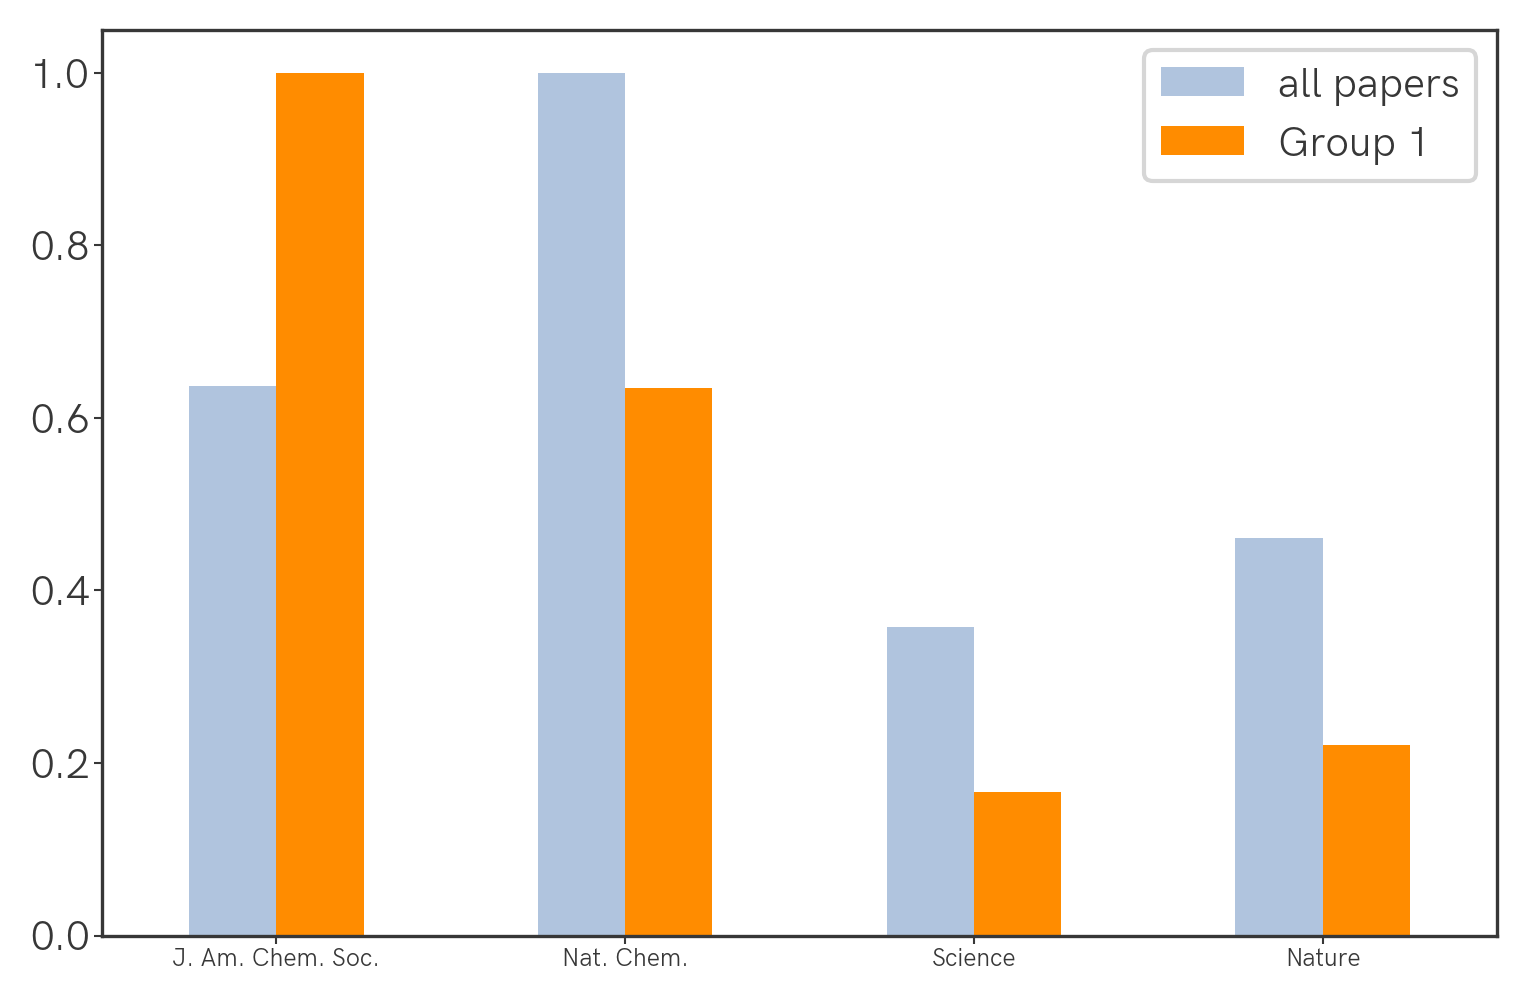 1.0
0.8
0.6
0.4
0.2
0.0
all papers
Group 1
J. Am. Chem. Soc.
Nat. Chem.
Science
Nature